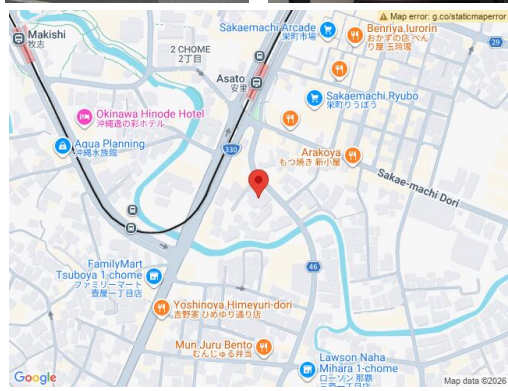 Map error: g.co/staticmaperror
Makishi
牧志
2 CHOME
2丁目
Sakaemachi Arcade
栄町市場
Benriya Iurorin
おかずの店 べん
り屋 玉玲瓏
29
Asato
安里
Sakaemachi Ryubo
栄町りうぼう
Okinawa Hinode Hotel
沖縄逸の彩ホテル
Aqua Planning
沖縄水族館
330
Arakoya
もつ焼き 新小屋
Sakae-machi Dori
46
FamilyMart
Tsuboya 1-chome
ファミリーマート
壺屋一丁目店
Yoshinoya Himeyuri-dori
吉野家 ひめゆり通り店
Mun Juru Bento
むんじゅる弁当
Lawson Naha
Mihara 1-chome
ローソン 那覇
三原一丁目店
Google
Map data ©2026